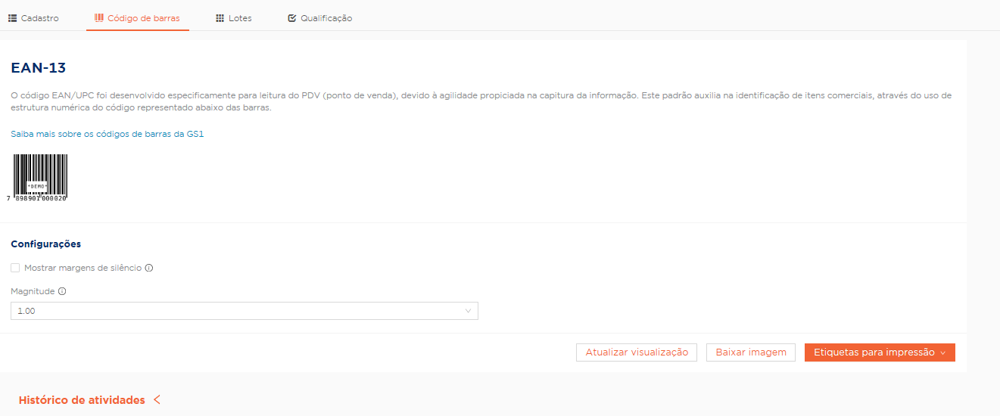 Cadastro
Código de barras
Lotes
Qualificação
EAN-13
O código EAN/UPC foi desenvolvido especificamente para leitura do PDV (ponto de venda), devido à agilidade propiciada na capitura da informação. Este padrão auxilia na identificação de itens comerciais, através do uso de
estrutura numérica do código representado abaixo das barras.
Saiba mais sobre os códigos de barras da GS1
*DEMO*
7 898901 000020
Configurações
Mostrar margens de silêncio
Magnitude
1.00
Atualizar visualização
Baixar imagem
Etiquetas para impressão
Histórico de atividades